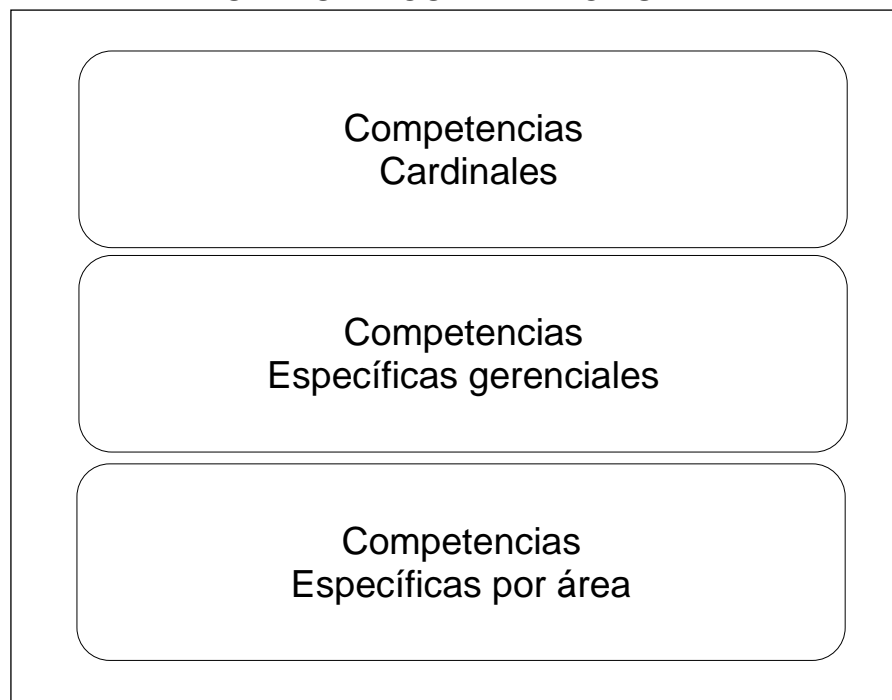 Competencias
Cardinales
Competencias
Específicas gerenciales
Competencias
Específicas por área